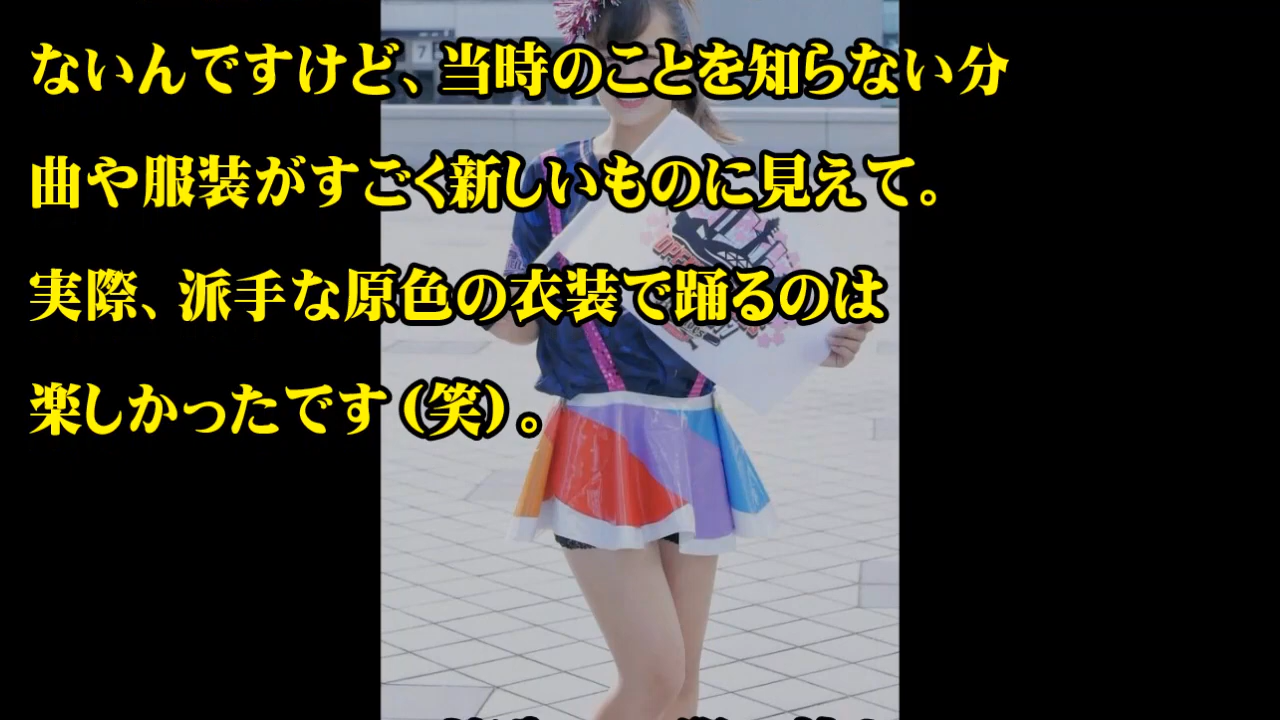 ないんですけど、当時のことを知らない分
曲や服装がすごく新しいものに見えて。
実際、派手な原色の衣装で踊るのは
楽しかったです(笑)。
7